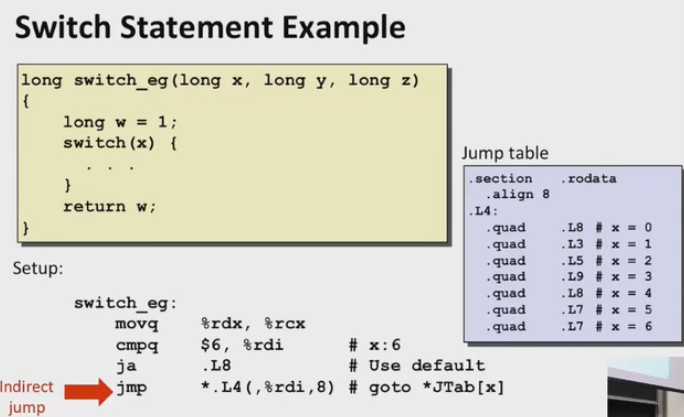 Switch Statement Example
long switch_eg(long x, long y, long z)
{
long w = 1;
switch(x) {
. . .
}
return w;
}
Jump table
.section .rodata
.align 8
.L4:
.quad .L8 # x = 0
.quad .L3 # x = 1
.quad .L5 # x = 2
.quad .L9 # x = 3
.quad .L8 # x = 4
.quad .L7 # x = 5
.quad .L7 # x = 6
Setup:
switch_eg:
movq %rdx, %rcx
cmpq $6, %rdi # x:6
ja .L8 # Use default
jmp *.L4(,%rdi,8) # goto *JTab[x]
Indirect
jump